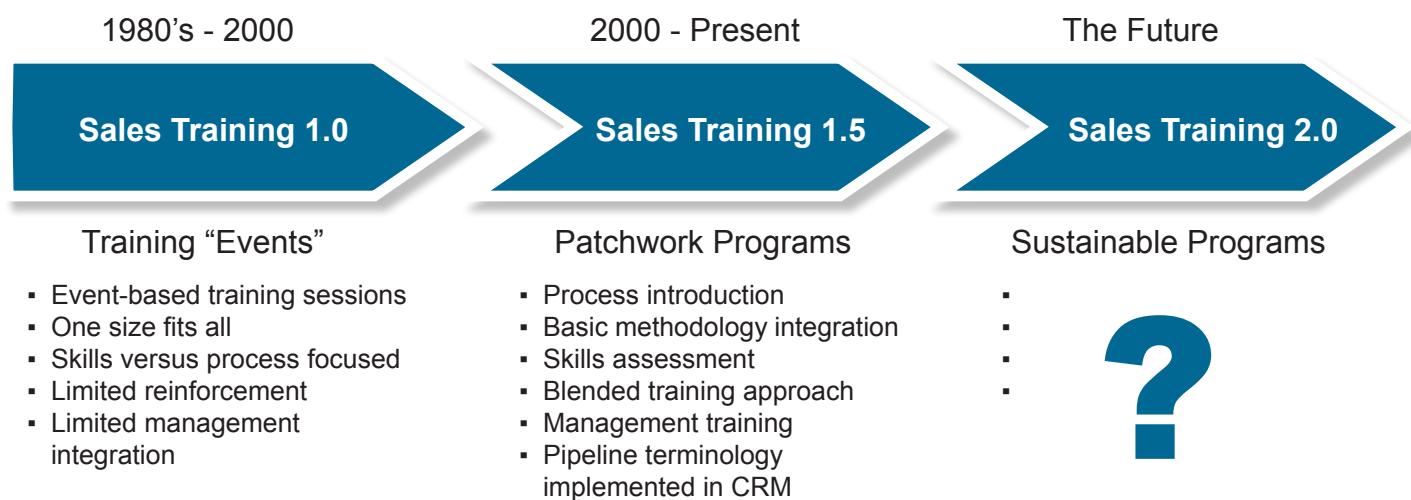 1980’s - 2000
Sales Training 1.0
Training “Events”
▪ Event-based training sessions
▪ One size fits all
▪ Skills versus process focused
▪ Limited reinforcement
▪ Limited management
integration
2000 - Present
Sales Training 1.5
Patchwork Programs
▪ Process introduction
▪ Basic methodology integration
▪ Skills assessment
▪ Blended training approach
▪ Management training
▪ Pipeline terminology
implemented in CRM
The Future
Sales Training 2.0
Sustainable Programs
▪
▪
▪
▪
?